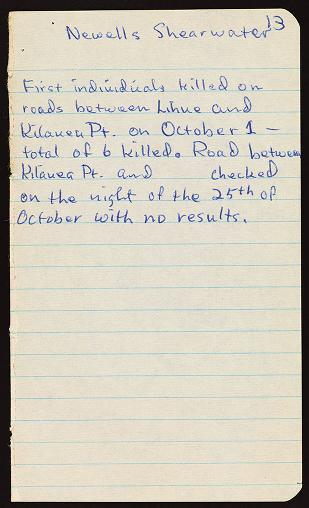 13
Newells Shearwater
First individuals killed on
roads between Lihue and
Kilauea Pt. on October 1 –
total of 6 killed. Road between
Kilauea Pt. and checked
on the night of the 25th of
October with no results.